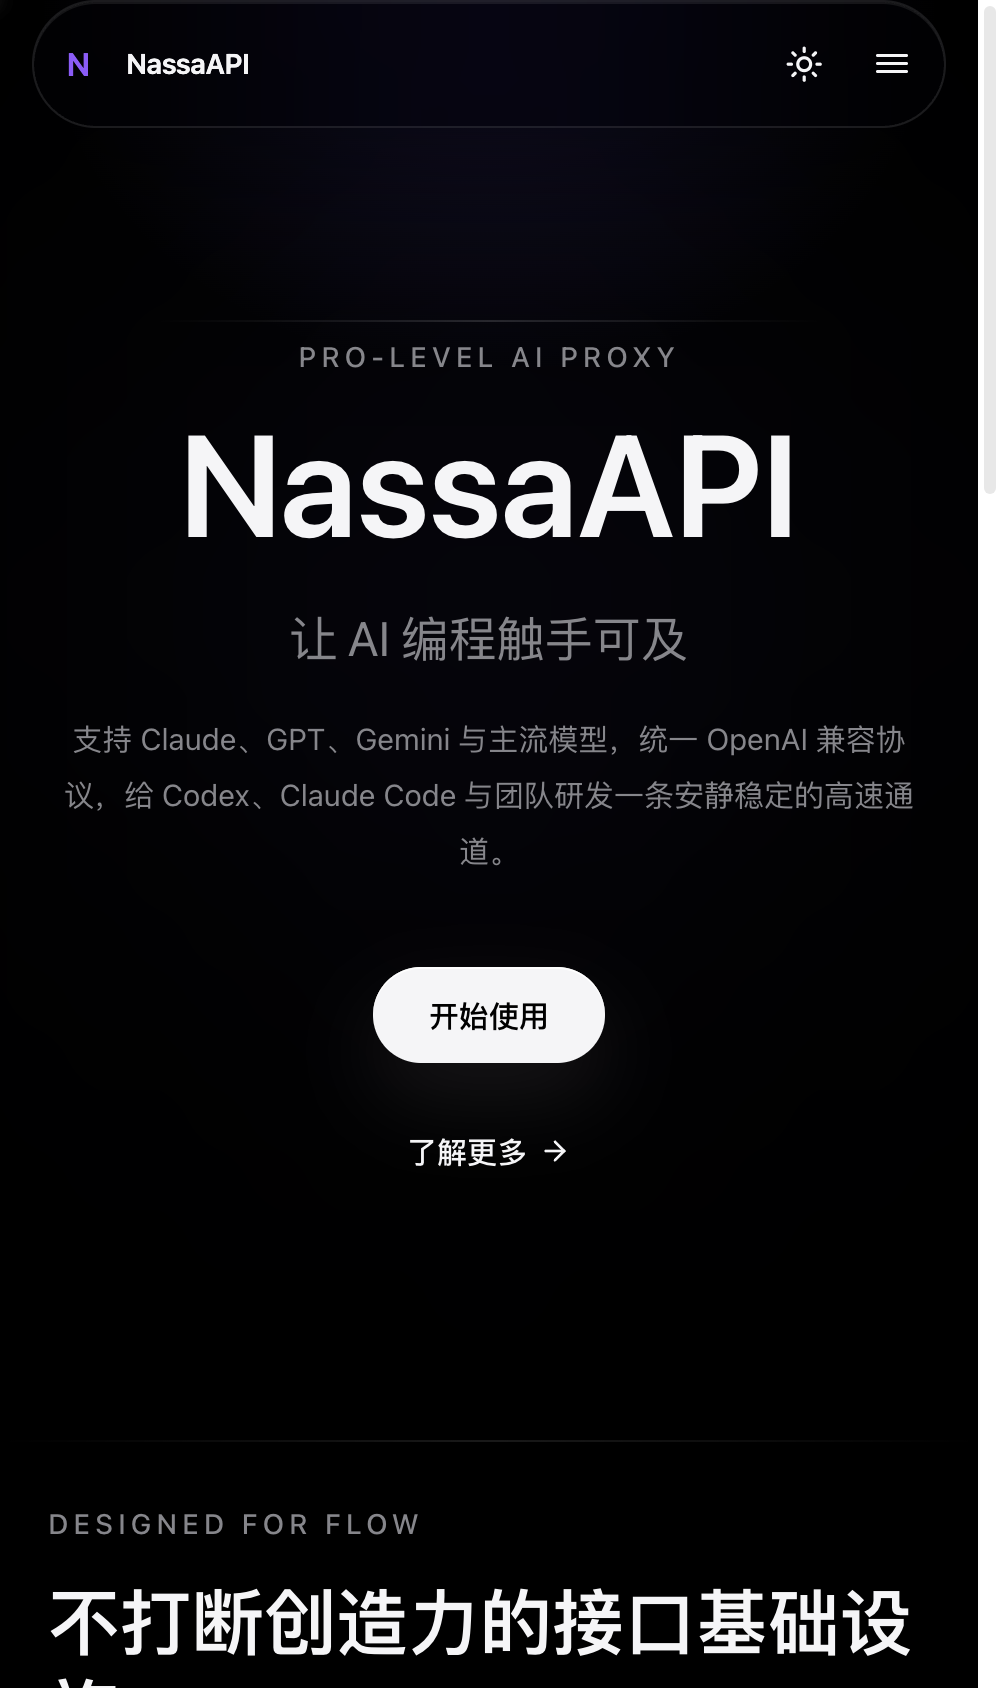 N NassaAPI
PRO-LEVEL AI PROXY
NassaAPI
让 AI 编程触手可及
支持 Claude、GPT、Gemini 与主流模型，统一 OpenAI 兼容协
议，给 Codex、Claude Code 与团队研发一条安静稳定的高速通
道。
开始使用
了解更多 →
DESIGNED FOR FLOW
不打断创造力的接口基础设